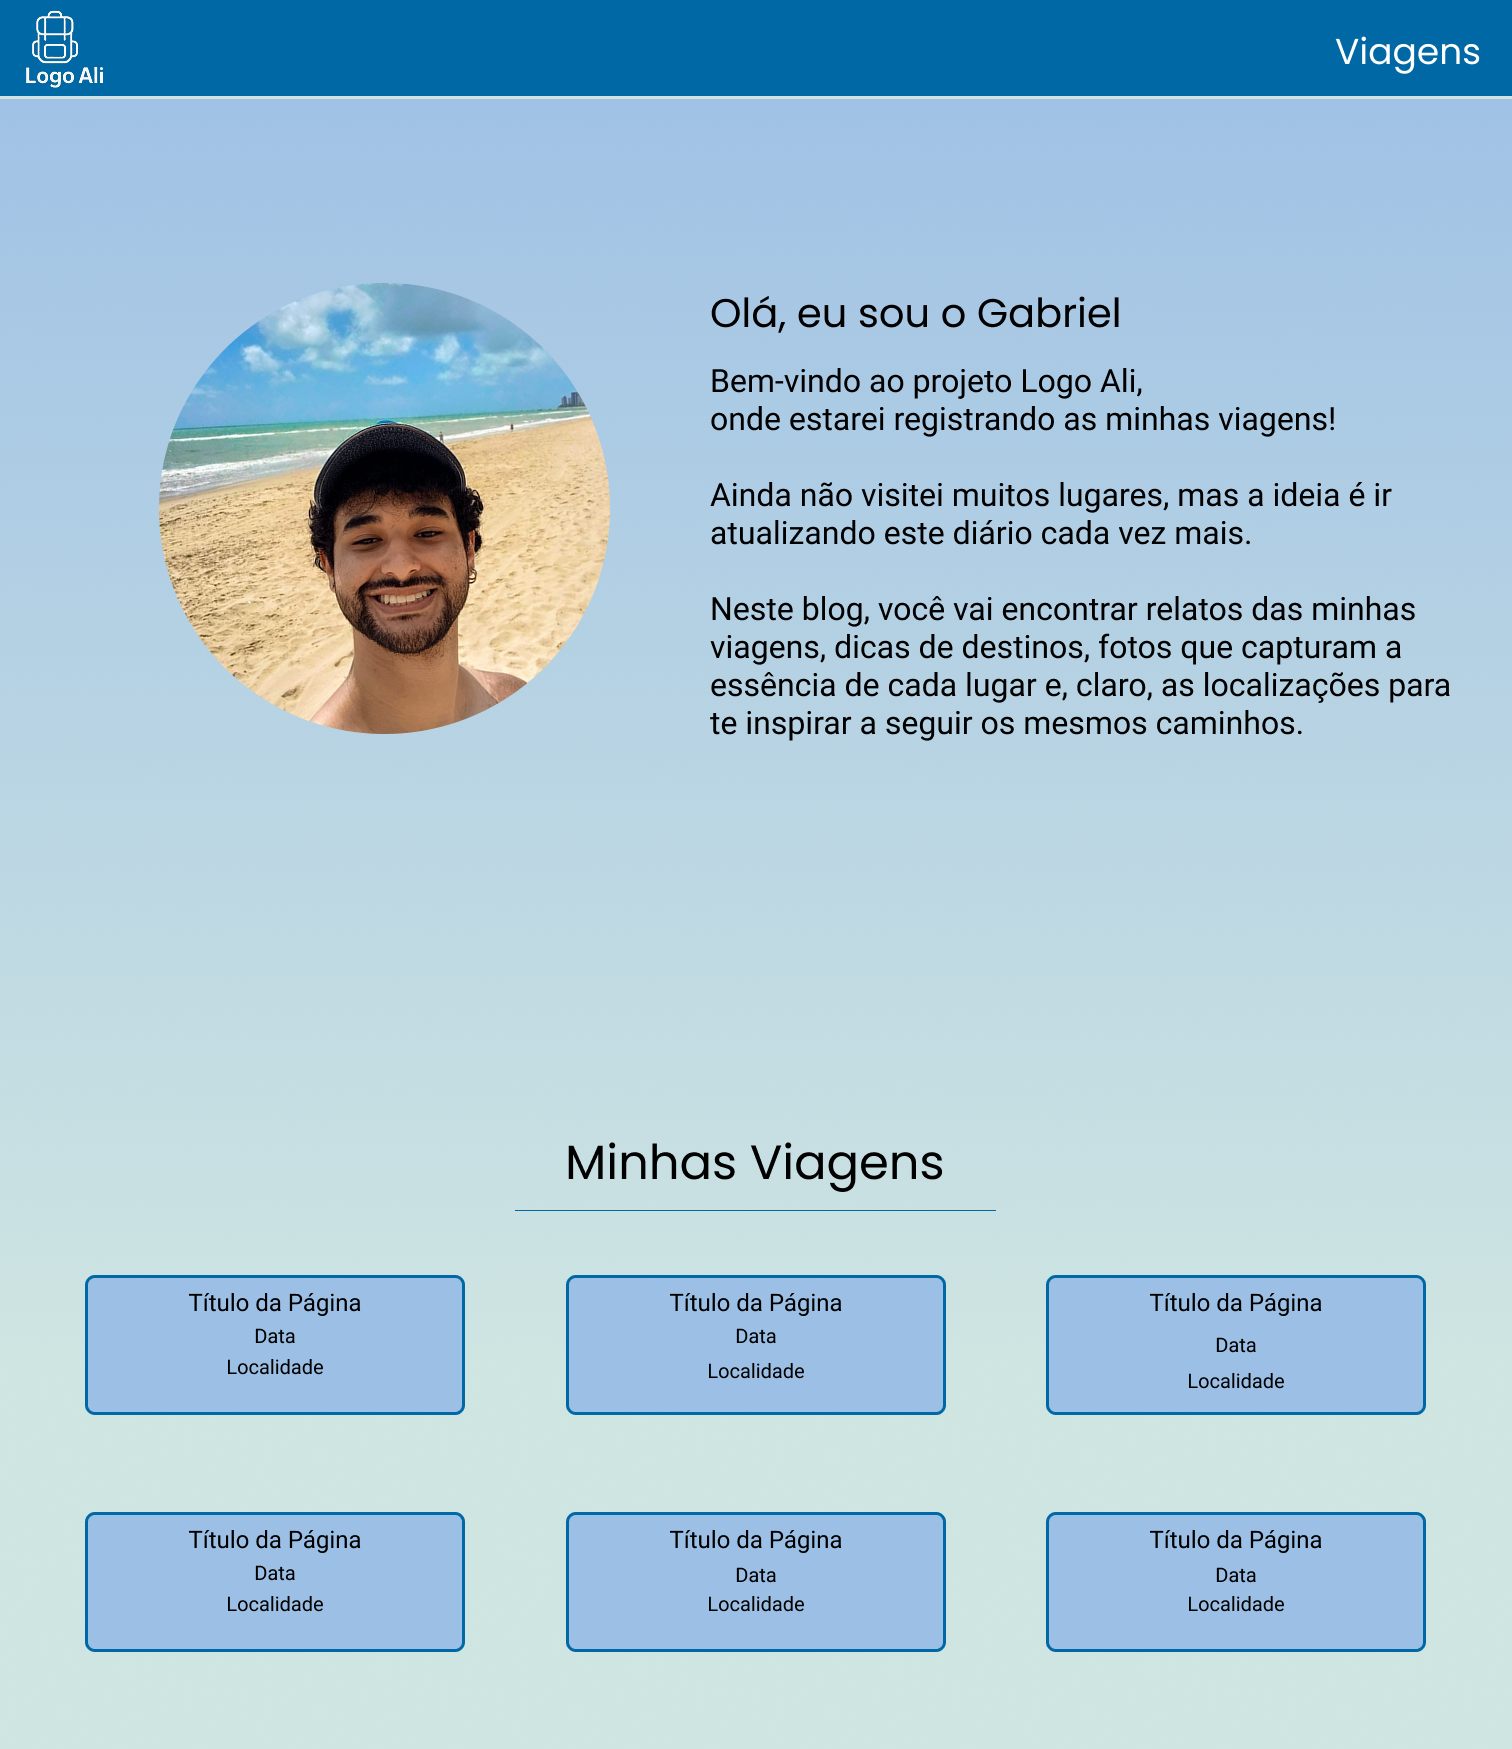 Logo Ali
Viagens
Olá, eu sou o Gabriel
Bem-vindo ao projeto Logo Ali,
onde estarei registrando as minhas viagens!
Ainda não visitei muitos lugares, mas a ideia é ir
atualizando este diário cada vez mais.
Neste blog, você vai encontrar relatos das minhas
viagens, dicas de destinos, fotos que capturam a
essência de cada lugar e, claro, as localizações para
te inspirar a seguir os mesmos caminhos.
Minhas Viagens
Título da Página
Data
Localidade
Título da Página
Data
Localidade
Título da Página
Data
Localidade
Título da Página
Data
Localidade
Título da Página
Data
Localidade
Título da Página
Data
Localidade